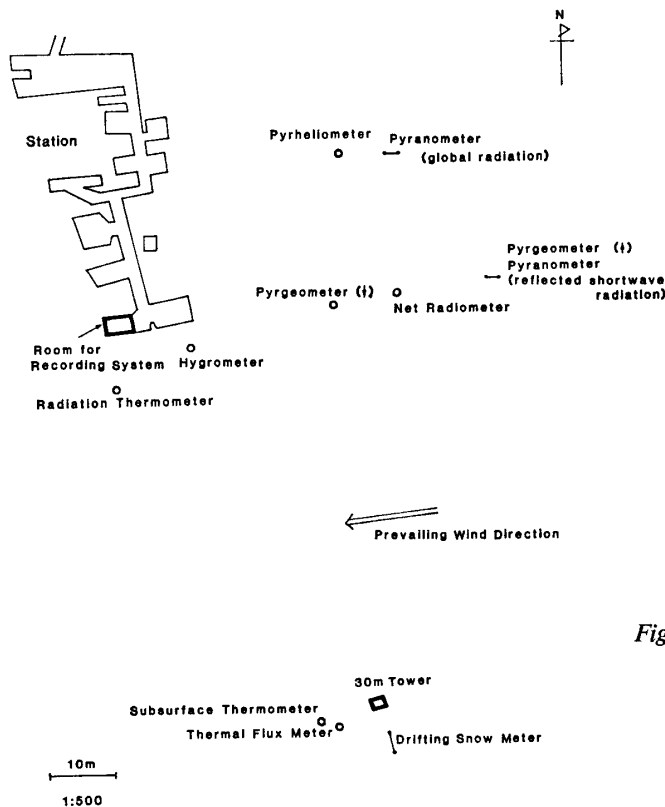 N
Station
Pyrheliometer
Pyranometer
(global radiation)
Pyrgeometer (↓)
Pyranometer
(reflected shortwave
radiation)
Pyrgeometer (↓)
Net Radiometer
Room for
Recording System
Hygrometer
Radiation Thermometer
Prevailing Wind Direction
Fig
30m Tower
Subsurface Thermometer
Thermal Flux Meter
Drifting Snow Meter
10m
1:500